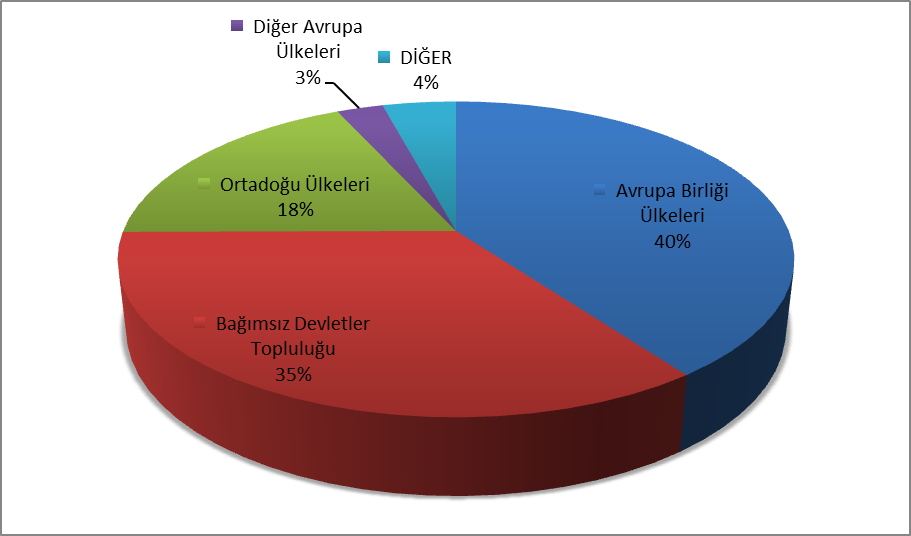 Diğer Avrupa
Ülkeleri
3%
DİĞER
4%
Ortadoğu Ülkeleri
18%
Avrupa Birliği
Ülkeleri
40%
Bağımsız Devletler
Topluluğu
35%